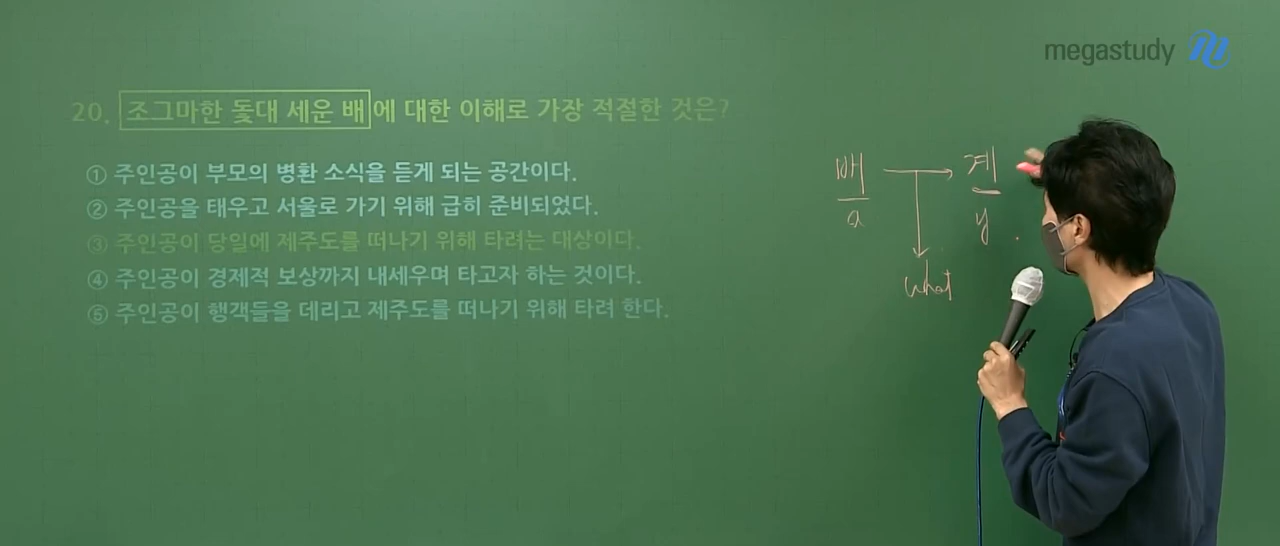 megastudy
20. 조그마한 돛대 세운 배에 대한 이해로 가장 적절한 것은?
① 주인공이 부모의 병환 소식을 듣게 되는 공간이다.
② 주인공을 태우고 서울로 가기 위해 급히 준비되었다.
③ 주인공이 당일에 제주도를 떠나기 위해 타려는 대상이다.
④ 주인공이 경제적 보상까지 내세우며 타고자 하는 것이다.
⑤ 주인공이 행객들을 데리고 제주도를 떠나기 위해 타려 한다.
배 계
a y
what